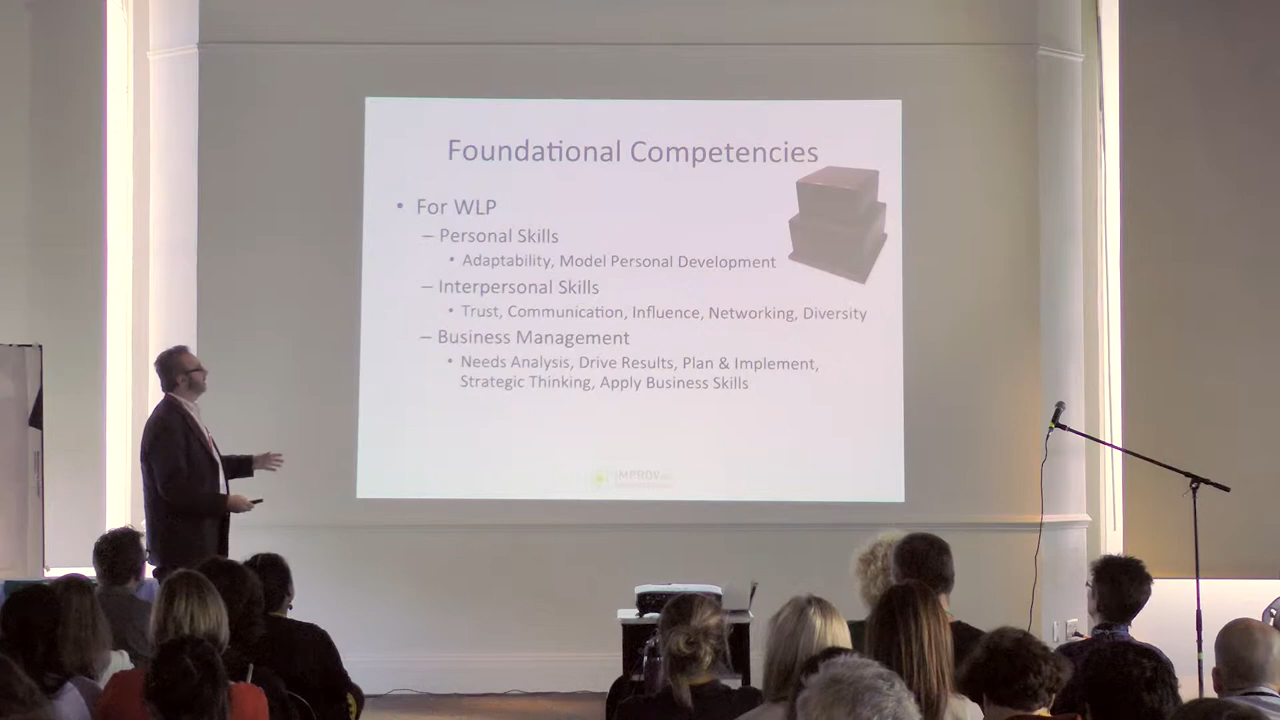 Foundational Competencies
• For WLP
– Personal Skills
• Adaptability, Model Personal Development
– Interpersonal Skills
• Trust, Communication, Influence, Networking, Diversity
– Business Management
• Needs Analysis, Drive Results, Plan & Implement,
Strategic Thinking, Apply Business Skills
IMPROV